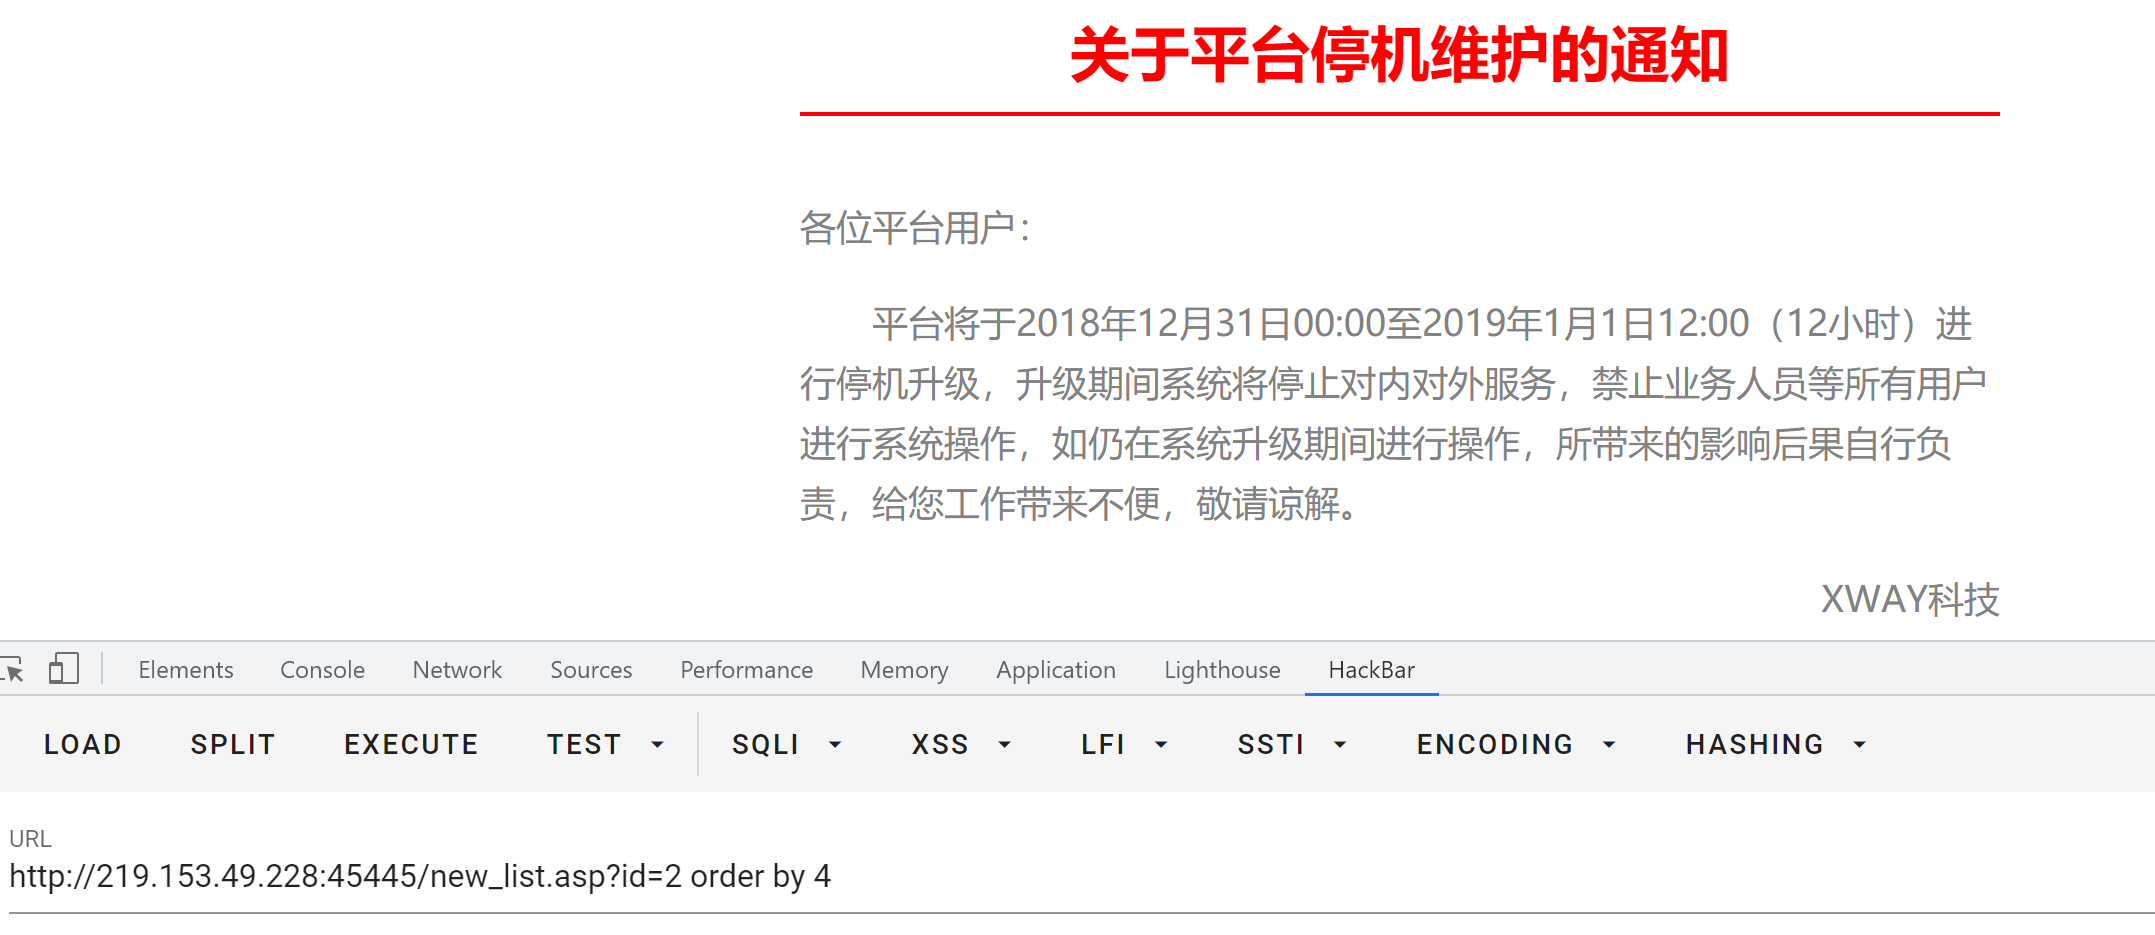 关于平台停机维护的通知
各位平台用户：
平台将于2018年12月31日00:00至2019年1月1日12:00（12小时）进
行停机升级，升级期间系统将停止对内对外服务，禁止业务人员等所有用户
进行系统操作，如仍在系统升级期间进行操作，所带来的影响后果自行负
责，给您工作带来不便，敬请谅解。
XWAY科技
Elements Console Network Sources Performance Memory Application Lighthouse HackBar
LOAD SPLIT EXECUTE TEST SQLI XSS LFI SSTI ENCODING HASHING
URL
http://219.153.49.228:45445/new_list.asp?id=2 order by 4